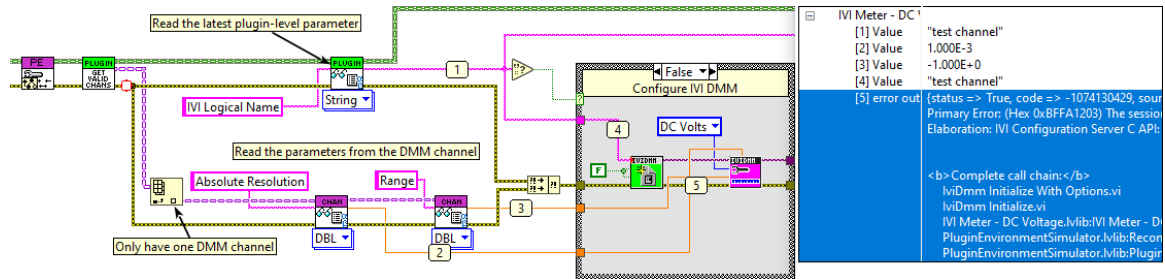 Read the latest plugin-level parameter
PE
PLUGIN
GET
VALID
CHANS
PLUGIN
String
IVI Logical Name
1
?
Read the parameters from the DMM channel
Absolute Resolution
Range
CHAN
DBL
CHAN
DBL
Only have one DMM channel
2
3
False
Configure IVI DMM
4
DC Volts
F
IVIDMM
IVIDMM
5
IVI Meter - DC V
[1] Value "test channel"
[2] Value 1.000E-3
[3] Value -1.000E+0
[4] Value "test channel"
[5] error out {status => True, code => -1074130429, sour
Primary Error: (Hex 0xBFFA1203) The session
Elaboration: IVI Configuration Server C API:
<b>Complete call chain:</b>
IviDmm Initialize With Options.vi
IviDmm Initialize.vi
IVI Meter - DC Voltage.lvlib:IVI Meter - DC
PluginEnvironmentSimulator.lvlib:Recon
PluginEnvironmentSimulator.lvlib:Plugin